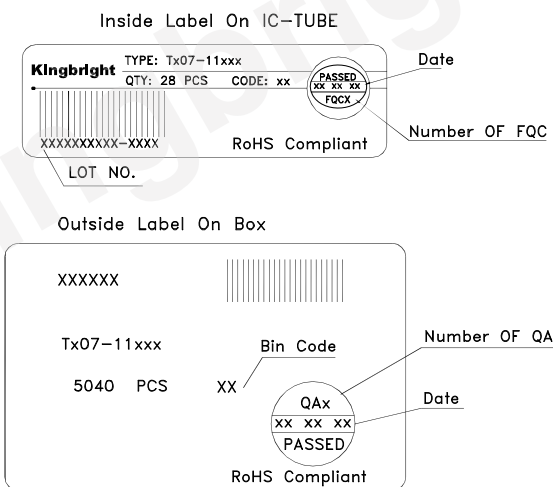 Inside Label On IC-TUBE
Kingbright
TYPE: Tx07-11xxx
QTY: 28 PCS CODE: xx
PASSED
xx xx xx
FQCX
Date
Number OF FQC
XXXXXXXXXX-XXXX
RoHS Compliant
LOT NO.
Outside Label On Box
XXXXXX
Tx07-11xxx
Bin Code
Number OF QA
5040 PCS
XX
QAx
xx xx xx
PASSED
Date
RoHS Compliant